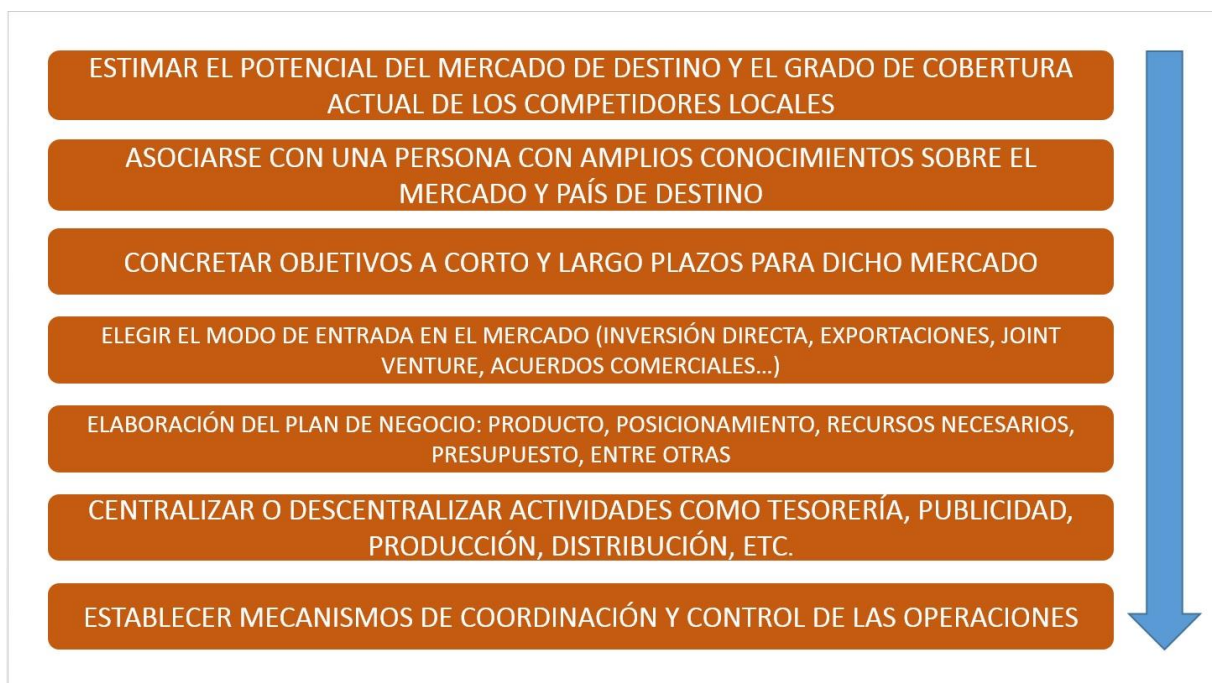 ESTIMAR EL POTENCIAL DEL MERCADO DE DESTINO Y EL GRADO DE COBERTURA
ACTUAL DE LOS COMPETIDORES LOCALES
ASOCIARSE CON UNA PERSONA CON AMPLIOS CONOCIMIENTOS SOBRE EL
MERCADO Y PAÍS DE DESTINO
CONCRETAR OBJETIVOS A CORTO Y LARGO PLAZOS PARA DICHO MERCADO
ELEGIR EL MODO DE ENTRADA EN EL MERCADO (INVERSIÓN DIRECTA, EXPORTACIONES, JOINT
VENTURE, ACUERDOS COMERCIALES…)
ELABORACIÓN DEL PLAN DE NEGOCIO: PRODUCTO, POSICIONAMIENTO, RECURSOS NECESARIOS,
PRESUPUESTO, ENTRE OTRAS
CENTRALIZAR O DESCENTRALIZAR ACTIVIDADES COMO TESORERÍA, PUBLICIDAD,
PRODUCCIÓN, DISTRIBUCIÓN, ETC.
ESTABLECER MECANISMOS DE COORDINACIÓN Y CONTROL DE LAS OPERACIONES